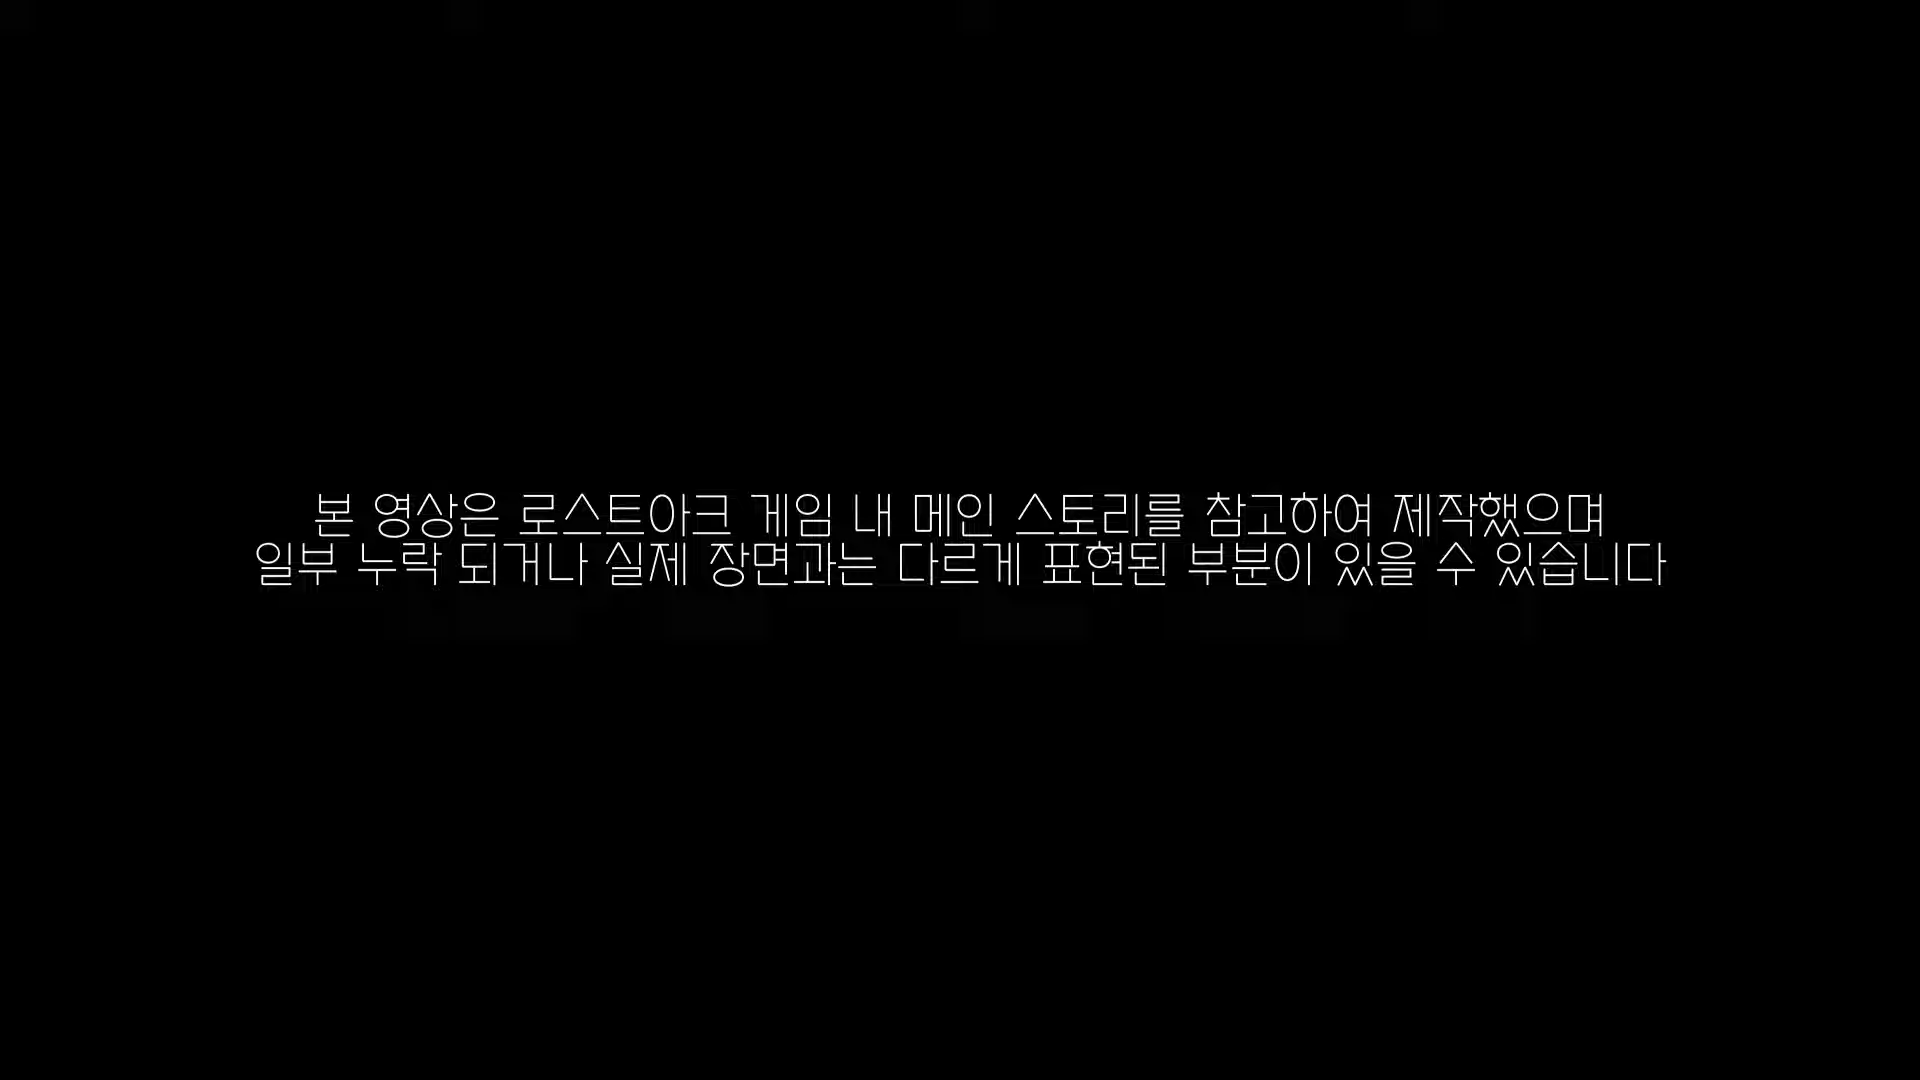 본 영상은 로스트아크 게임 내 메인 스토리를 참고하여 제작했으며
일부 누락 되거나 실제 장면과는 다르게 표현된 부분이 있을 수 있습니다